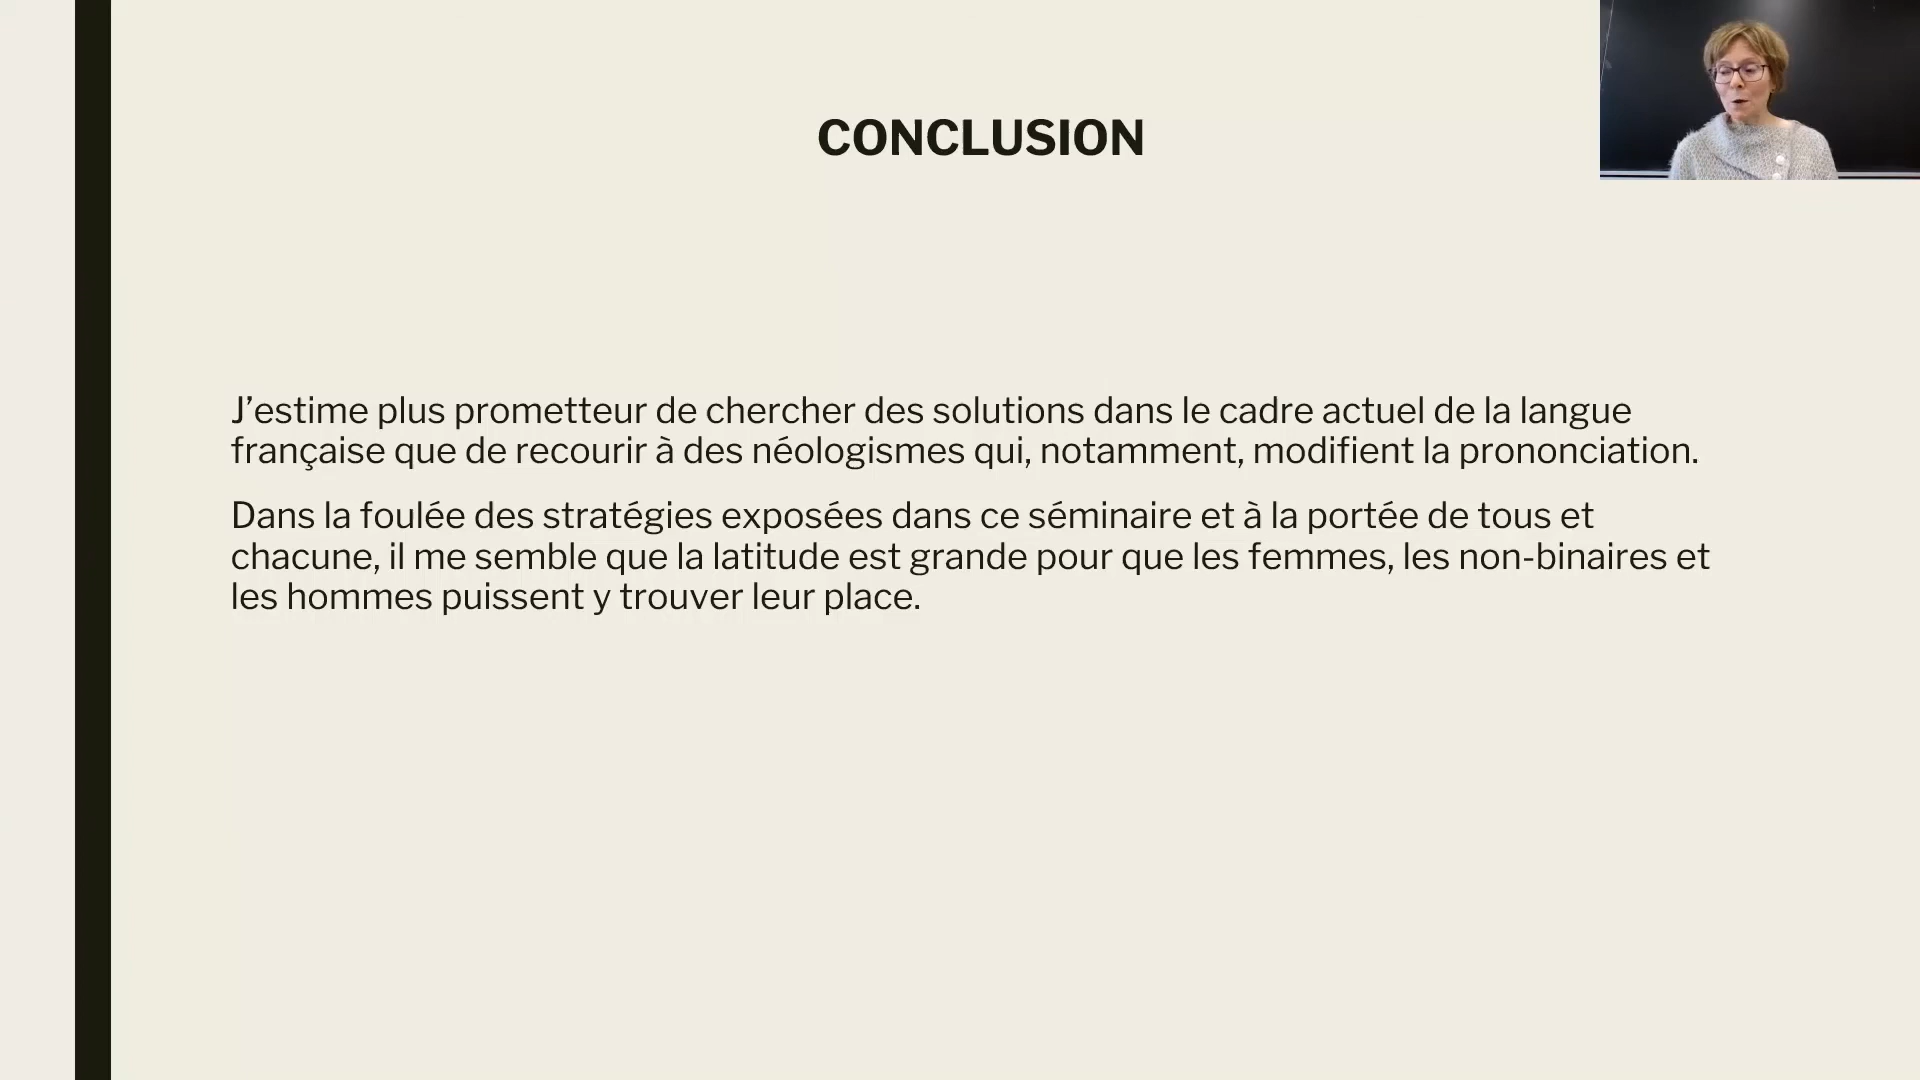 CONCLUSION
J’estime plus prometteur de chercher des solutions dans le cadre actuel de la langue
française que de recourir à des néologismes qui, notamment, modifient la prononciation.
Dans la foulée des stratégies exposées dans ce séminaire et à la portée de tous et
chacune, il me semble que la latitude est grande pour que les femmes, les non-binaires et
les hommes puissent y trouver leur place.